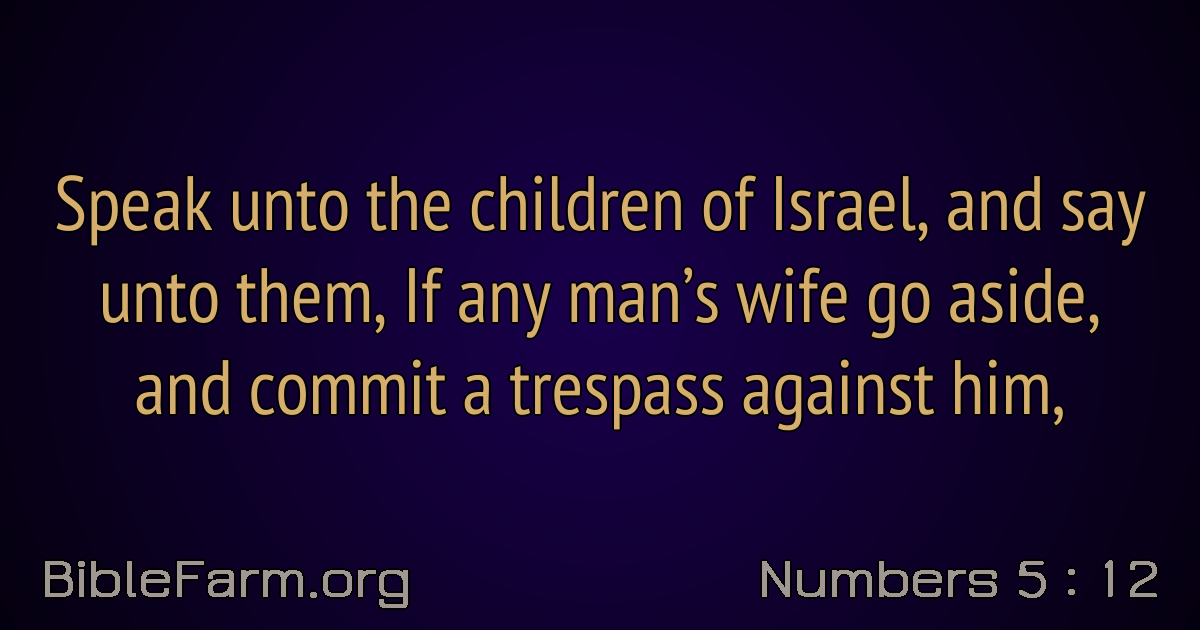 Speak unto the children of Israel, and say
unto them, If any man’s wife go aside,
and commit a trespass against him,
BibleFarm.org
Numbers 5 : 12